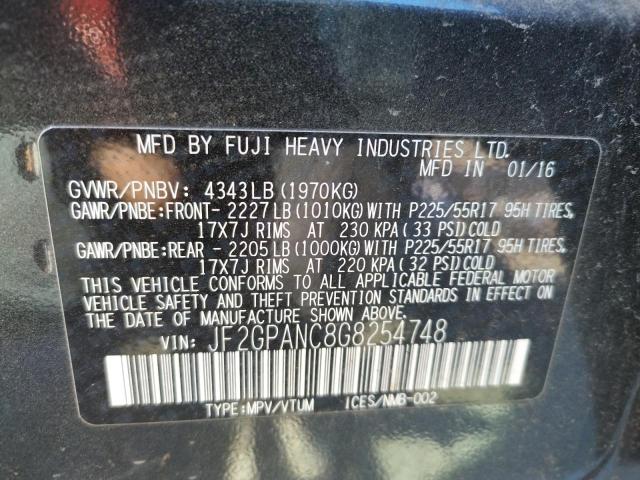 MFD BY FUJI HEAVY INDUSTRIES LTD.
MFD IN 01/16
GVWR/PNBV: 4343LB (1970KG)
GAWR/PNBE:FRONT- 2227 LB (1010KG) WITH P225/55R17 95H TIRES,
17X7J RIMS AT 230 KPA (33 PSI) COLD
GAWR/PNBE:REAR - 2205 LB (1000KG) WITH P225/55R17 95H TIRES,
17X7J RIMS AT 220 KPA (32 PSI) COLD
THIS VEHICLE CONFORMS TO ALL APPLICABLE FEDERAL MOTOR
VEHICLE SAFETY AND THEFT PREVENTION STANDARDS IN EFFECT
ON THE DATE OF MANUFACTURE SHOWN ABOVE.
VIN: JF2GPANC8G8254748
TYPE:MPV/VTUM ICES/NMB-002